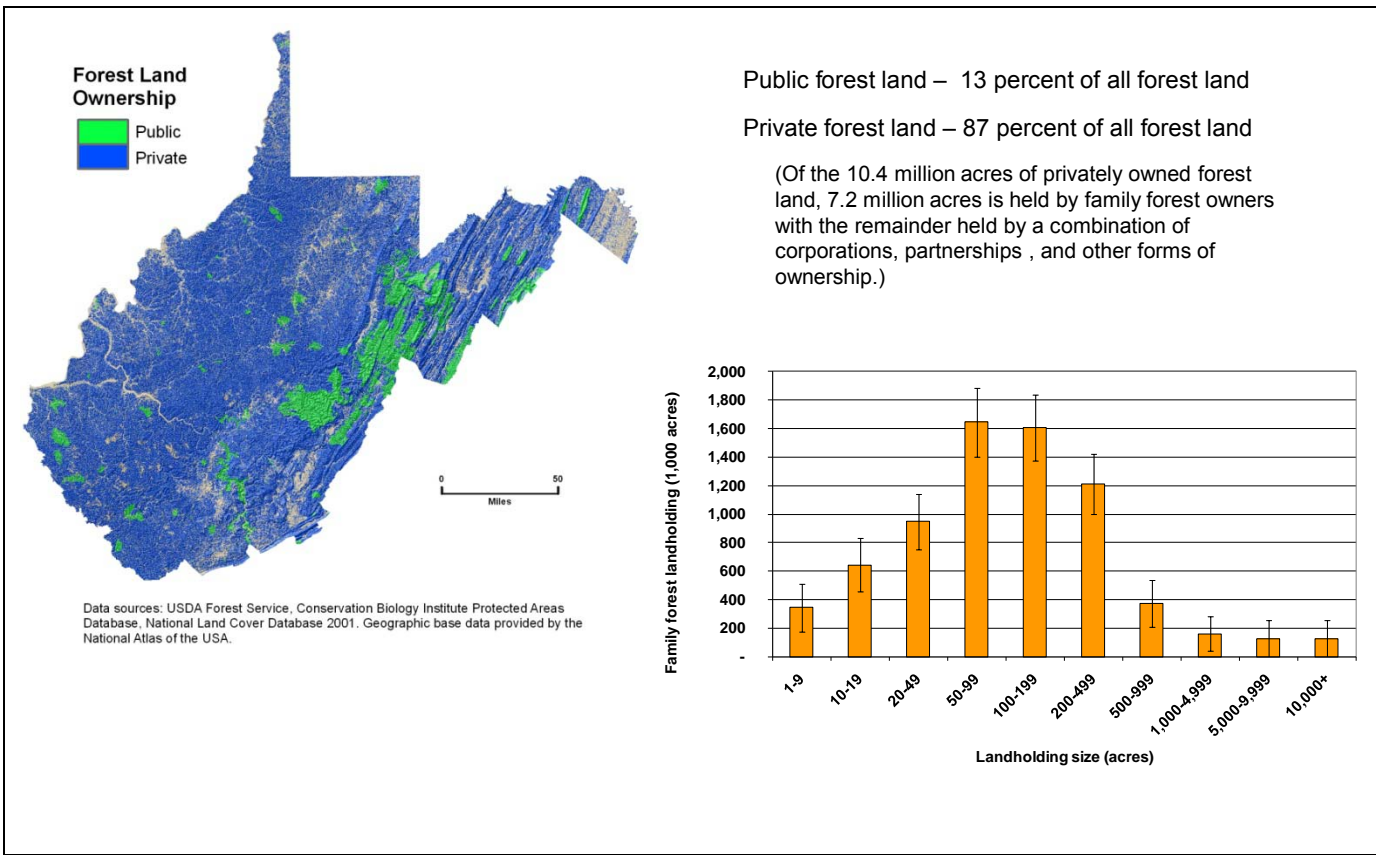 Forest Land
Ownership
Public
Private
0
50
Miles
Data sources: USDA Forest Service, Conservation Biology Institute Protected Areas
Database, National Land Cover Database 2001. Geographic base data provided by the
National Atlas of the USA.
Public forest land – 13 percent of all forest land
Private forest land – 87 percent of all forest land
(Of the 10.4 million acres of privately owned forest
land, 7.2 million acres is held by family forest owners
with the remainder held by a combination of
corporations, partnerships , and other forms of
ownership.)
Family forest landholding (1,000 acres)
2,000
1,800
1,600
1,400
1,200
1,000
800
600
400
200
-
1-9
10-19
20-49
50-99
100-199
200-499
500-999
1,000-4,999
5,000-9,999
10,000+
Landholding size (acres)